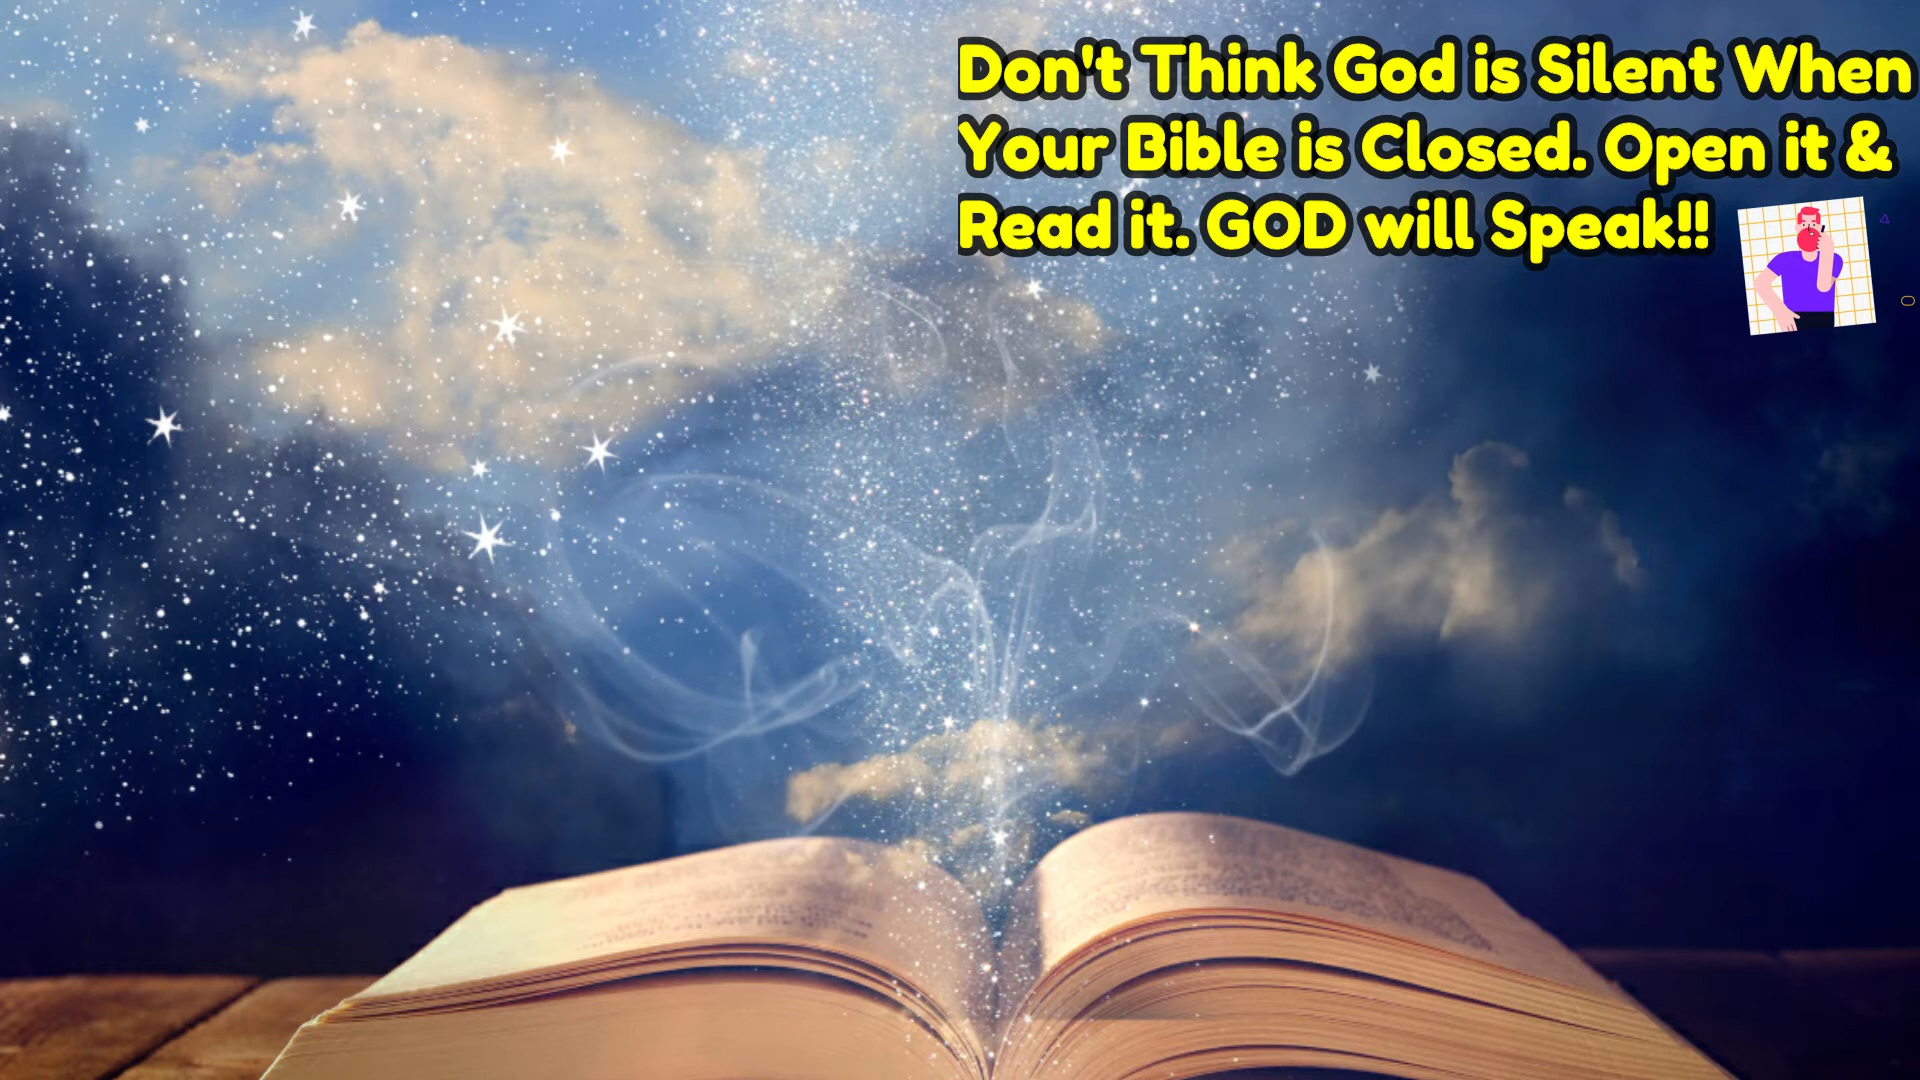 Don't Think God is Silent When
Your Bible is Closed. Open it &
Read it. GOD will Speak!!